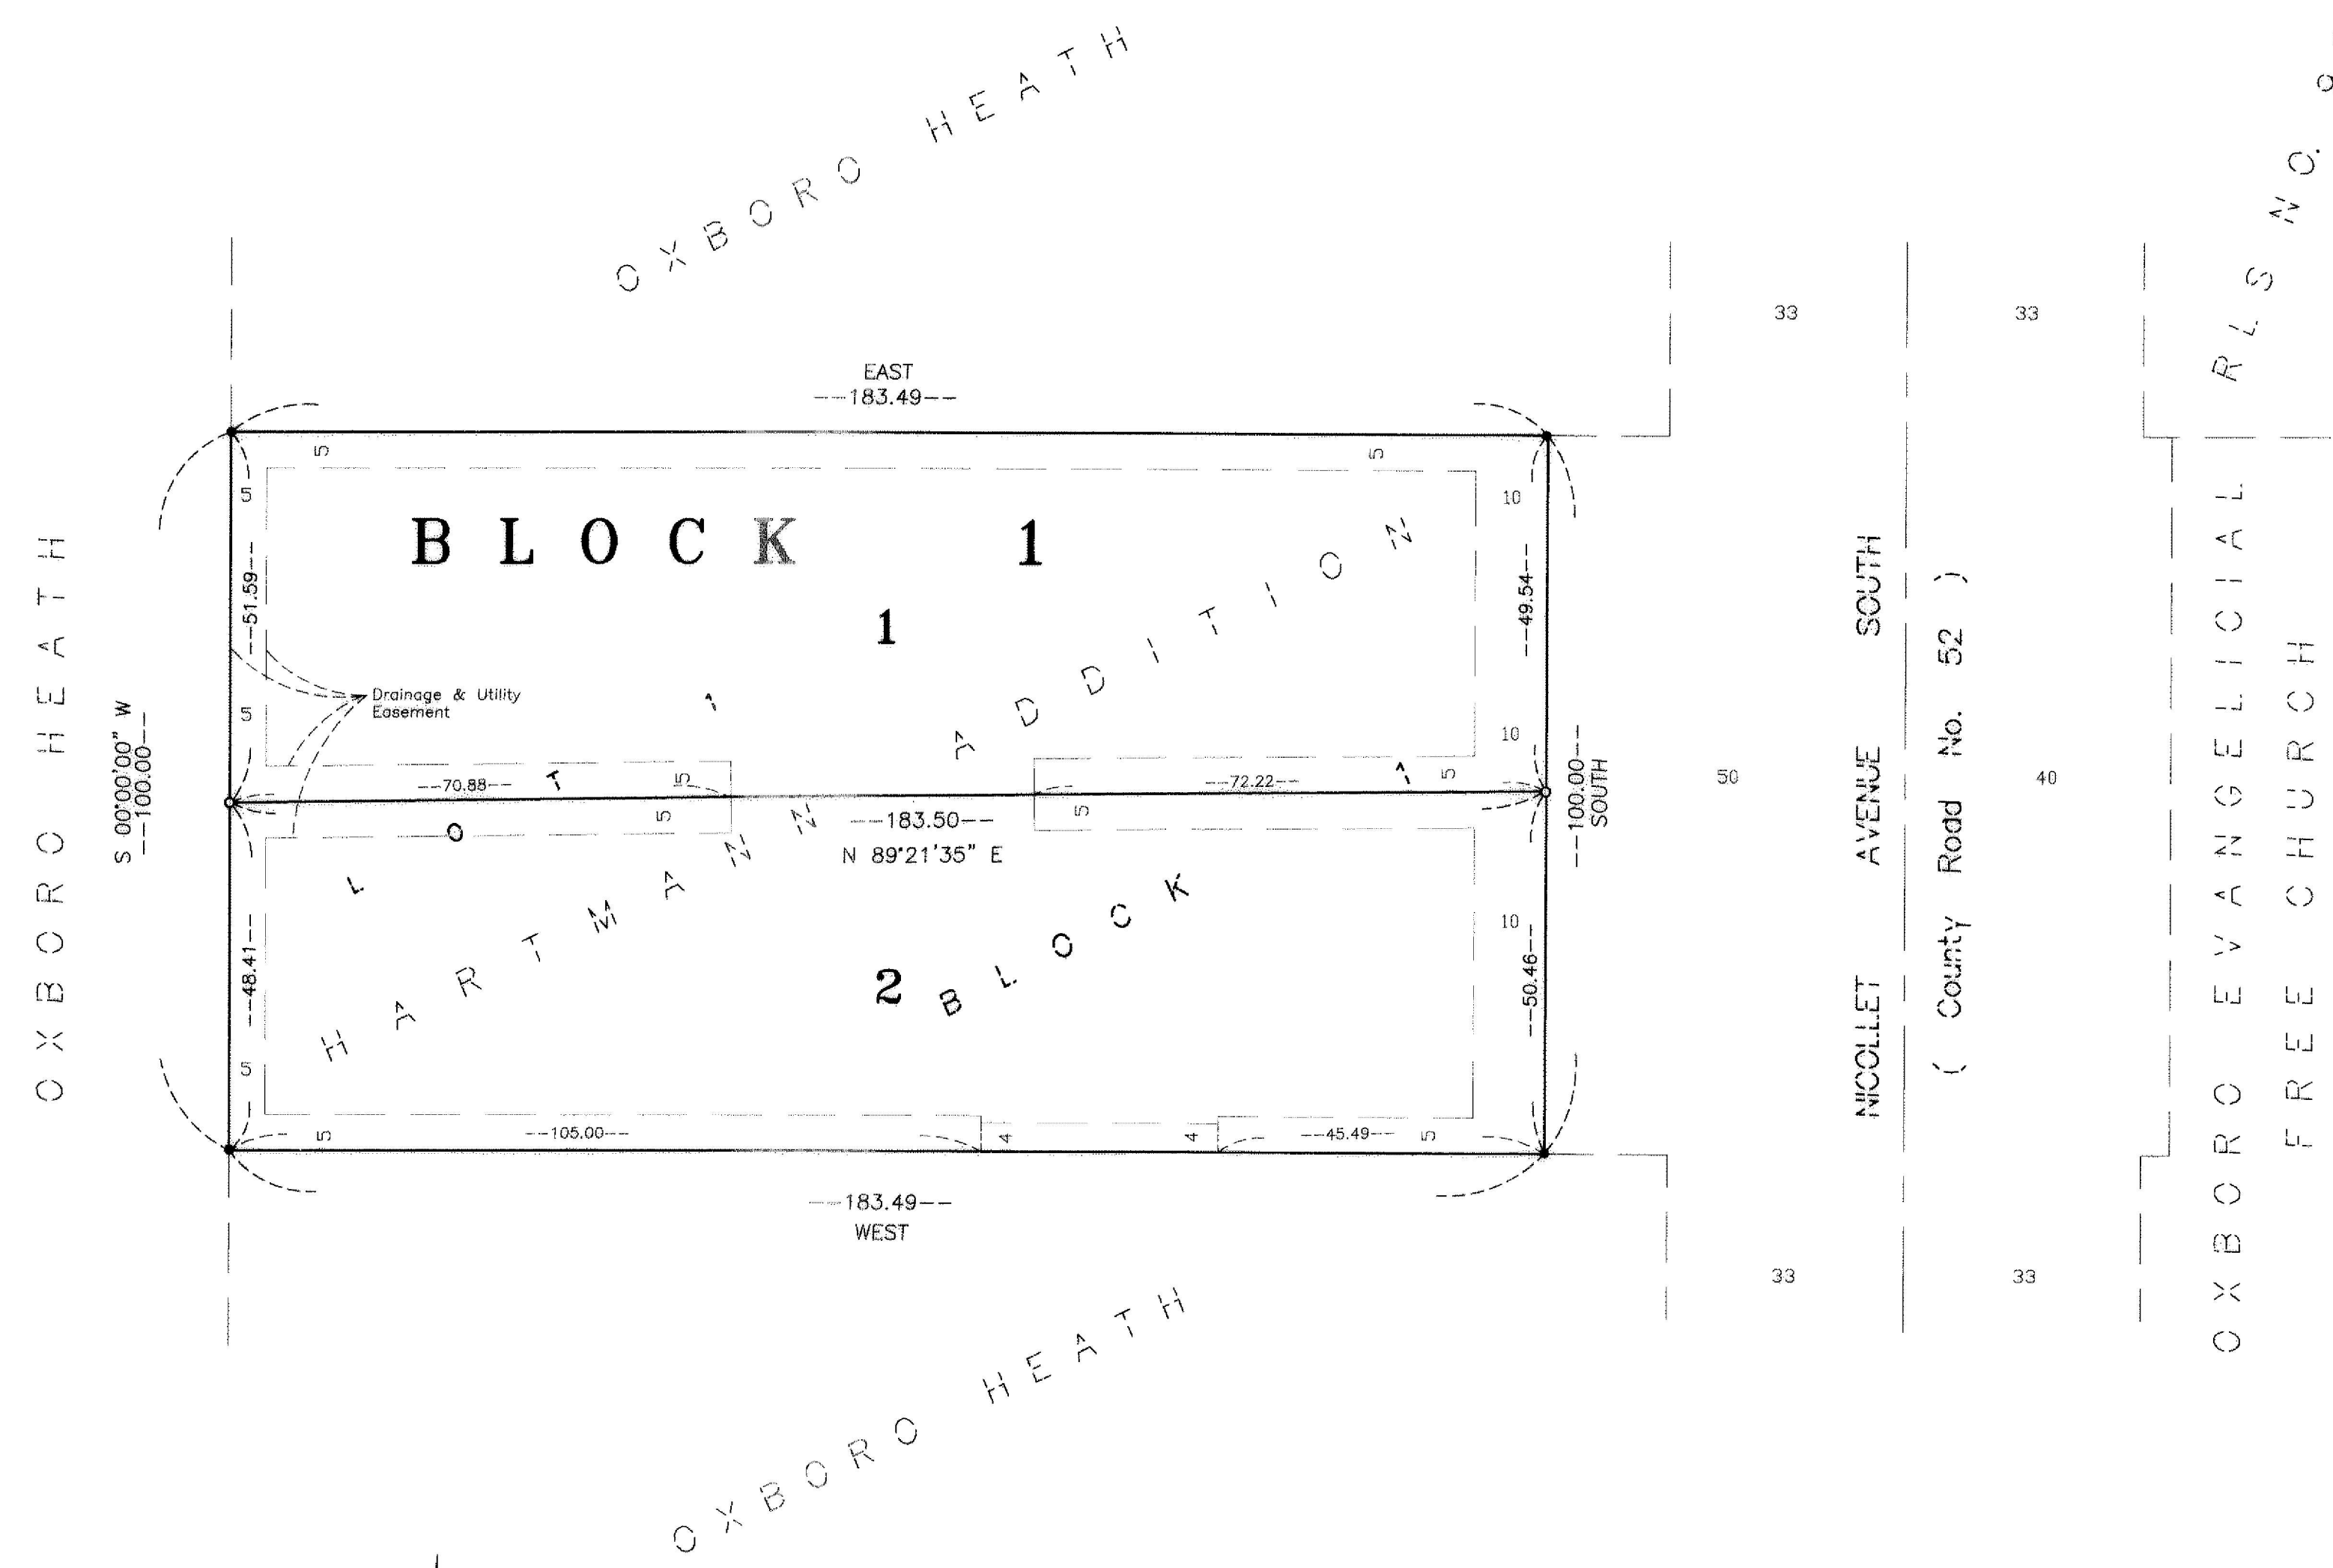 OXBORO HEATH
RLS NO.
33
33
EAST
---183.49---
5
5
5
10
BLOCK 1
1
---51.59---
---49.54---
Drainage & Utility
Easement
5
10
---70.88---
5
---72.22---
5
5
5
---183.50---
N 89°21'35" E
S 00°00'00" W
---100.00---
---100.00---
SOUTH
50
40
LOT 1
HARTMANN ADDITION
BLOCK 1
10
2
---48.41---
---50.46---
5
5
---105.00---
4
4
---45.49---
5
---183.49---
WEST
33
33
OXBORO HEATH
OXBORO HEATH
NICOLLET AVENUE SOUTH
( County Road No. 52 )
OXBORO EVANGELICIAL
FREE CHURCH